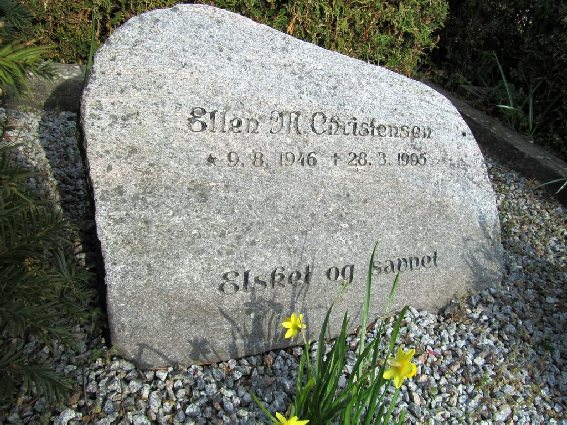 Ellen M. Christensen
* 9. 8. 1946 † 28. 3. 1995
Elsket og savnet